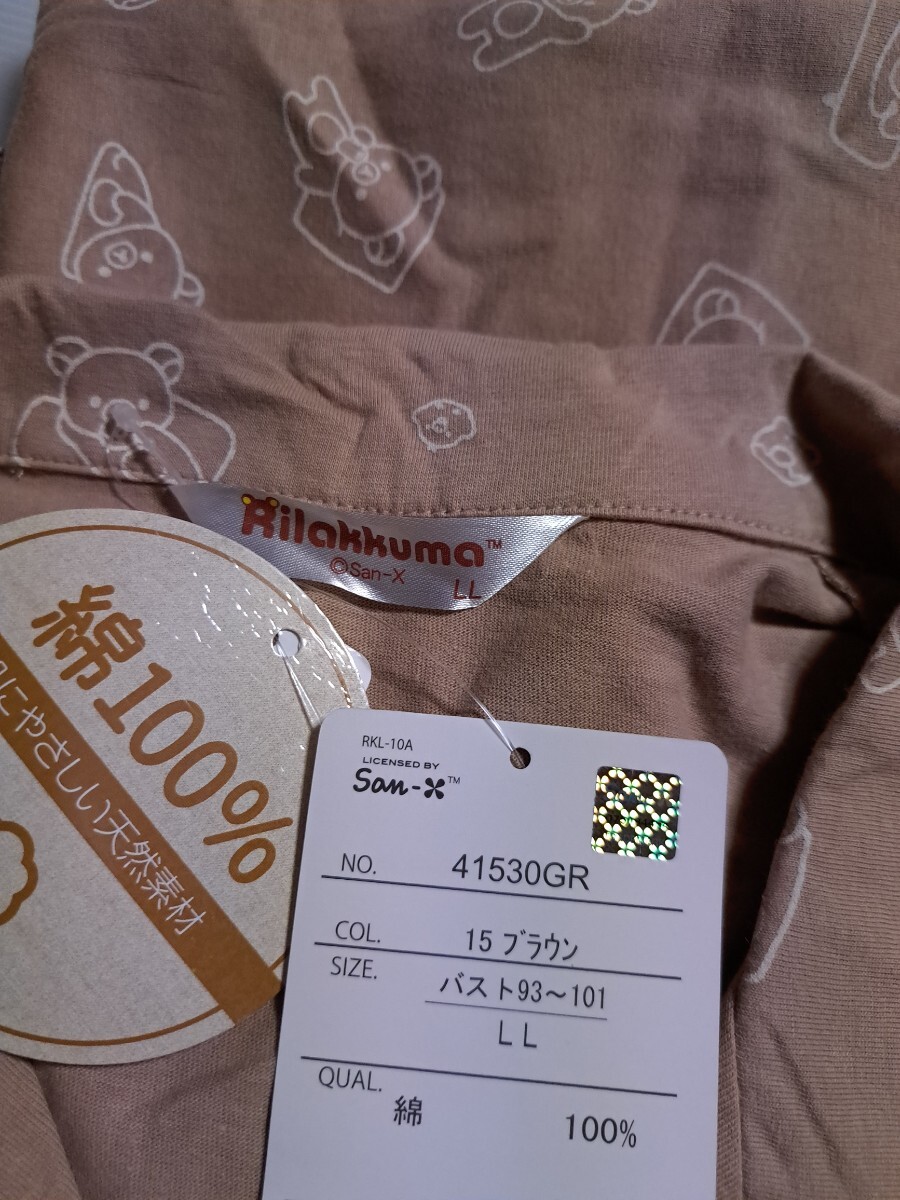 Rilakkuma™
©San-X
LL
綿100%
にやさしい天然素材
RKL-10A
LICENSED BY
San-X™
NO. 41530GR
COL. 15 ブラウン
SIZE. バスト93～101
LL
QUAL.
綿 100%